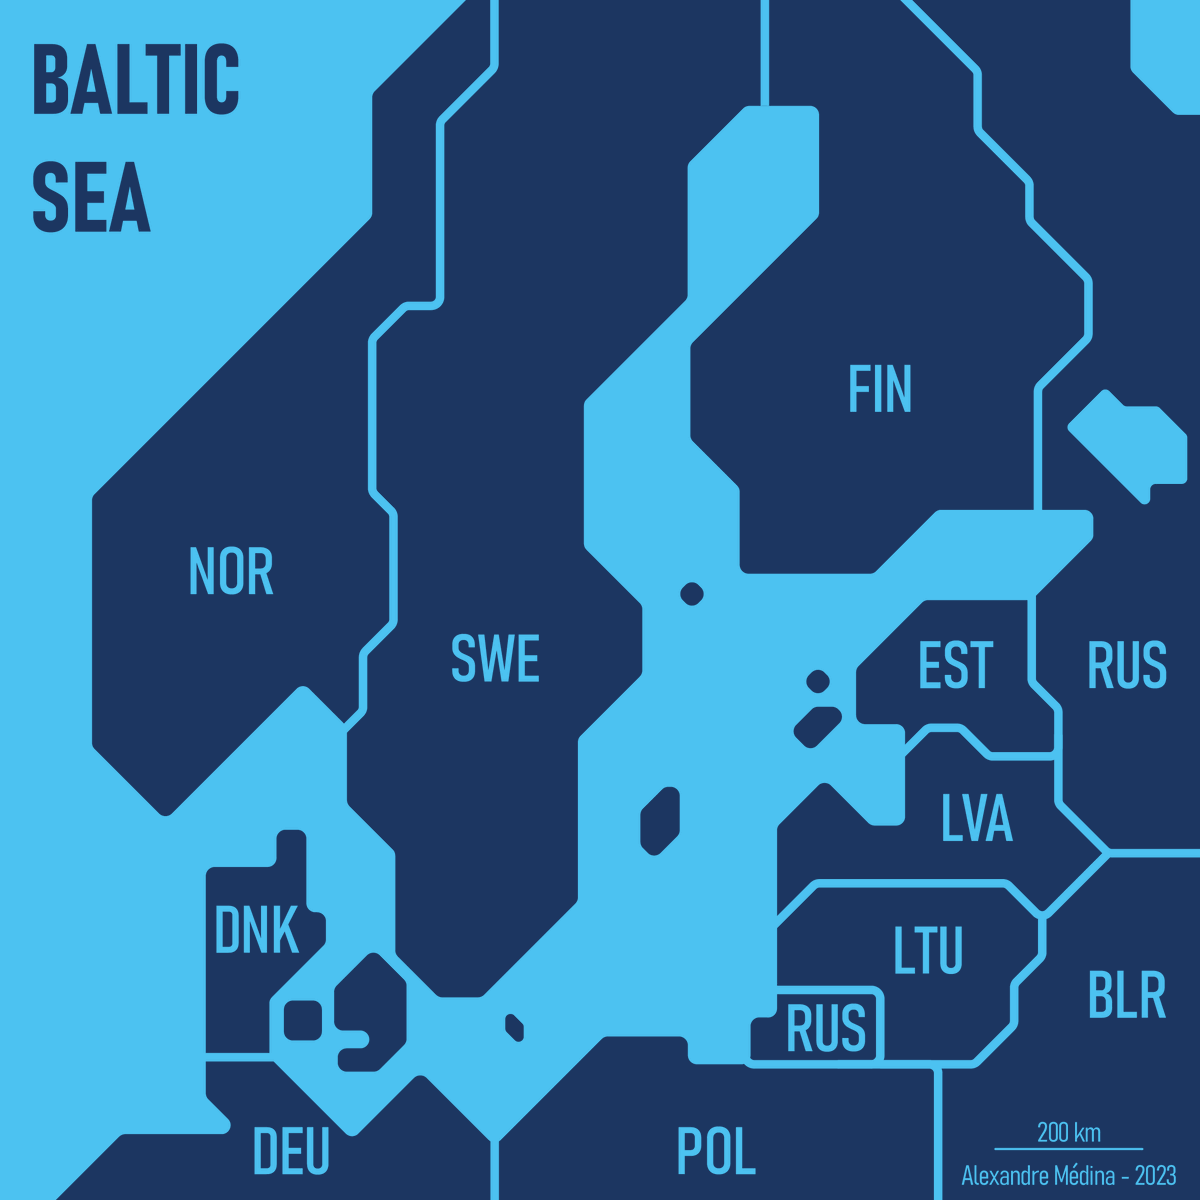 BALTIC
SEA
FIN
NOR
SWE
EST
RUS
LVA
DNK
LTU
BLR
RUS
DEU
POL
200 km
Alexandre Médina - 2023